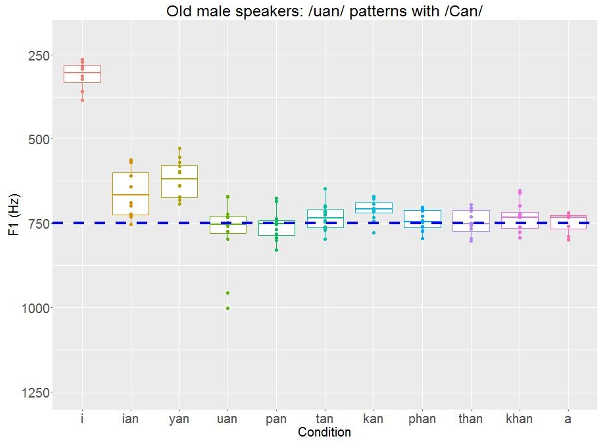 Old male speakers: /uan/ patterns with /Can/
250
500
750
1000
1250
F1 (Hz)
i ian yan uan pan tan kan phan than khan a
Condition